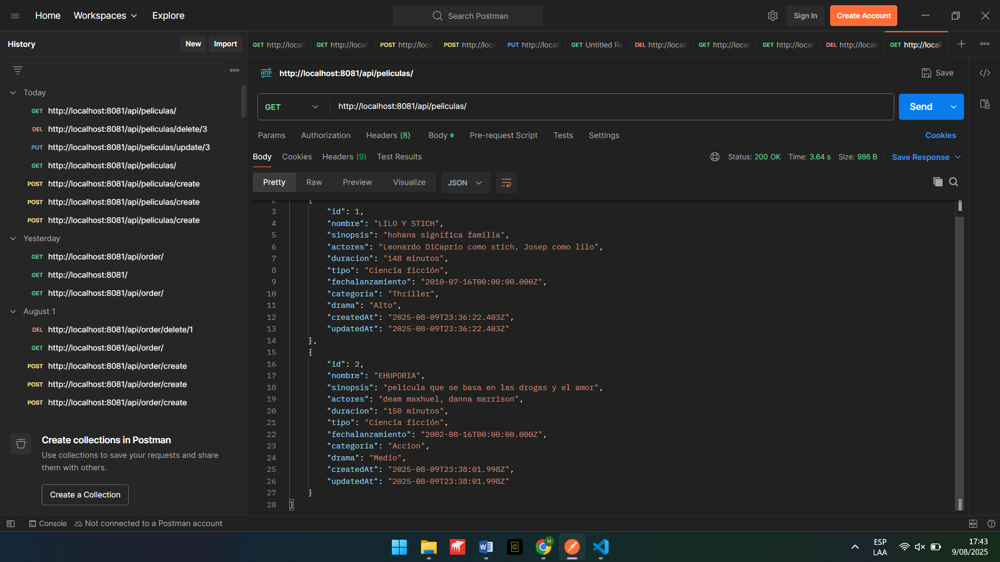 Home Workspaces Explore
Search Postman
Sign In Create Account
History New Import
GET http://locall GET http://locall POST http://loca POST http://loca PUT http://locall GET Untitled Re DEL http://locall GET http://locall GET http://locall DEL http://locall GET http://locall
HTTP http://localhost:8081/api/peliculas/
Save
GET http://localhost:8081/api/peliculas/
Send
Params Authorization Headers (8) Body Pre-request Script Tests Settings
Cookies
Body Cookies Headers (9) Test Results
Status: 200 OK Time: 3.64 s Size: 986 B Save Response
Pretty Raw Preview Visualize JSON
Today
GET http://localhost:8081/api/peliculas/
DEL http://localhost:8081/api/peliculas/delete/3
PUT http://localhost:8081/api/peliculas/update/3
GET http://localhost:8081/api/peliculas/
POST http://localhost:8081/api/peliculas/create
POST http://localhost:8081/api/peliculas/create
POST http://localhost:8081/api/peliculas/create
Yesterday
GET http://localhost:8081/api/order/
GET http://localhost:8081/
GET http://localhost:8081/api/order/
August 1
DEL http://localhost:8081/api/order/delete/1
GET http://localhost:8081/api/order/
POST http://localhost:8081/api/order/create
POST http://localhost:8081/api/order/create
POST http://localhost:8081/api/order/create
Create collections in Postman
Use collections to save your requests and share
them with others.
Create a Collection
2 {
3 "id": 1,
4 "nombre": "LILO Y STICH",
5 "sinopsis": "hohana significa familia",
6 "actores": "Leonardo DiCaprio como stich, Josep como lilo",
7 "duracion": "148 minutos",
8 "tipo": "Ciencia ficción",
9 "fechalanzamiento": "2010-07-16T00:00:00.000Z",
10 "categoria": "Thriller",
11 "drama": "Alto",
12 "createdAt": "2025-08-09T23:36:22.403Z",
13 "updatedAt": "2025-08-09T23:36:22.403Z"
14 },
15 {
16 "id": 2,
17 "nombre": "EHUPORIA",
18 "sinopsis": "pelicula que se basa en las drogas y el amor",
19 "actores": "deam maxhuel, danna marrison",
20 "duracion": "150 minutos",
21 "tipo": "Ciencia ficción",
22 "fechalanzamiento": "2002-08-16T00:00:00.000Z",
23 "categoria": "Accion",
24 "drama": "Medio",
25 "createdAt": "2025-08-09T23:38:01.998Z",
26 "updatedAt": "2025-08-09T23:38:01.998Z"
27 }
28 ]
Console Not connected to a Postman account
ESP
LAA
17:43
9/08/2025